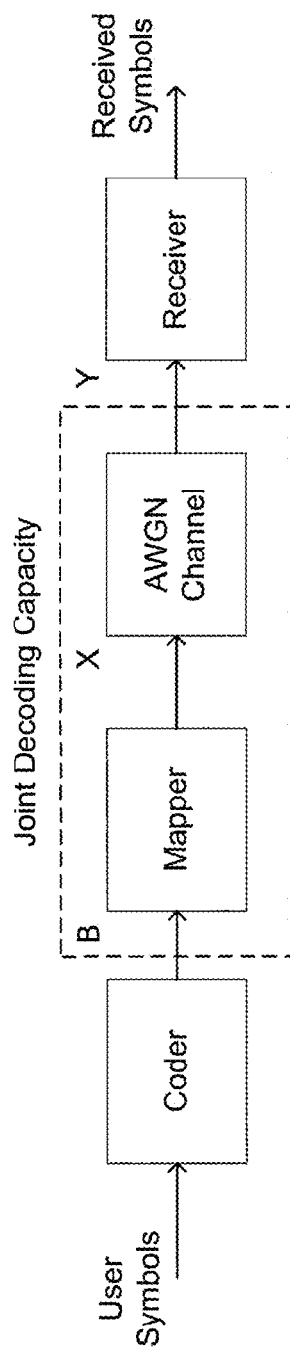 Joint Decoding Capacity
User
Symbols
Coder
B
Mapper
X
AWGN
Channel
Y
Receiver
Received
Symbols